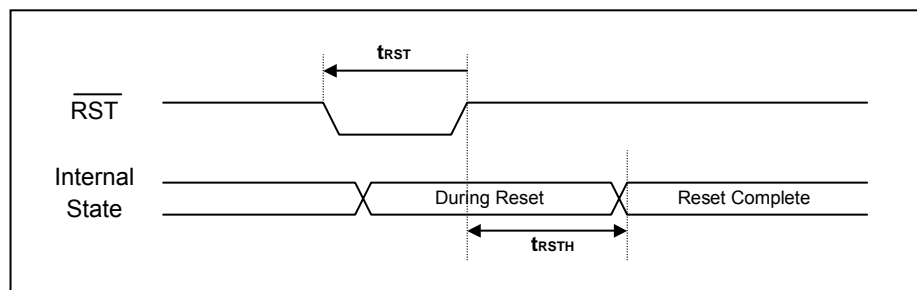 tRST
RST
Internal
State
During Reset
Reset Complete
tRSTH